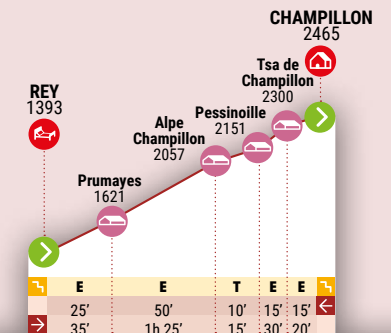 CHAMPILLON
2465
Tsa de
Champillon
2300
REY
1393
Pessinoille
2151
Alpe
Champillon
2057
Prumayes
1621
E E T E E
25’ 50’ 10’ 15’ 15’
35’ 1h 25’ 15’ 30’ 20’